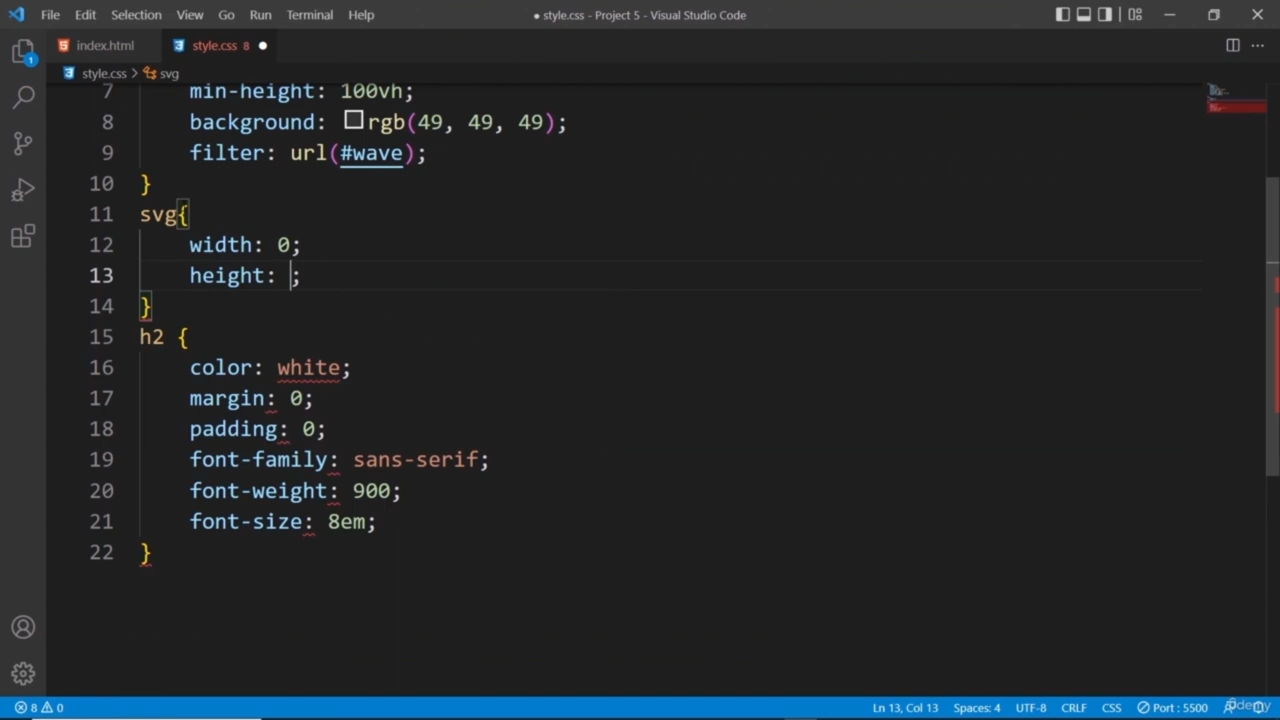 File Edit Selection View Go Run Terminal Help ● style.css - Project 5 - Visual Studio Code
index.html style.css 8 ●
style.css > svg
7 min-height: 100vh;
8 background: rgb(49, 49, 49);
9 filter: url(#wave);
10 }
11 svg{
12 width: 0;
13 height: ;
14 }
15 h2 {
16 color: white;
17 margin: 0;
18 padding: 0;
19 font-family: sans-serif;
20 font-weight: 900;
21 font-size: 8em;
22 }
1
8 0 Ln 13, Col 13 Spaces: 4 UTF-8 CRLF CSS Port : 5500
Udemy